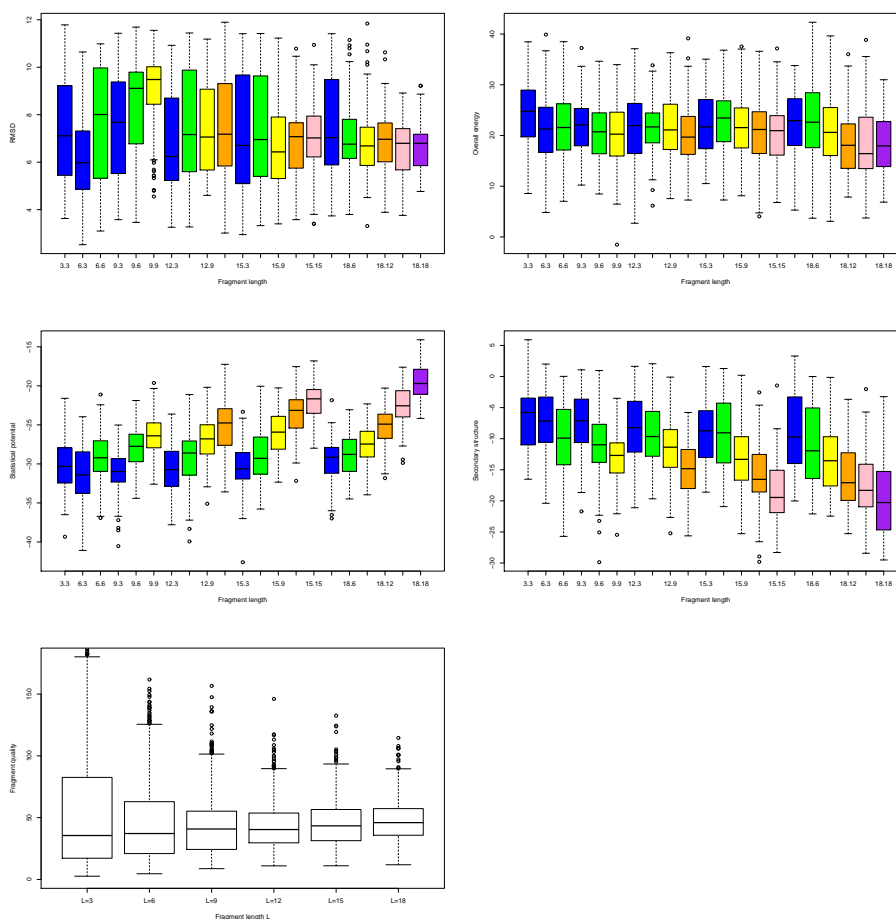 RMSD
12
10
8
6
4
3.3 6.3 6.6 9.3 9.6 9.9 12.3 12.9 15.3 15.9 15.15 18.6 18.12 18.18
Fragment length
Overall energy
40
30
20
10
0
3.3 6.3 6.6 9.3 9.6 9.9 12.3 12.9 15.3 15.9 15.15 18.6 18.12 18.18
Fragment length
Statistical potential
−15
−20
−25
−30
−35
−40
3.3 6.3 6.6 9.3 9.6 9.9 12.3 12.9 15.3 15.9 15.15 18.6 18.12 18.18
Fragment length
Secondary structure
5
0
−5
−10
−15
−20
−25
−30
3.3 6.3 6.6 9.3 9.6 9.9 12.3 12.9 15.3 15.9 15.15 18.6 18.12 18.18
Fragment length
Fragment quality
150
100
50
0
L=3 L=6 L=9 L=12 L=15 L=18
Fragment length L